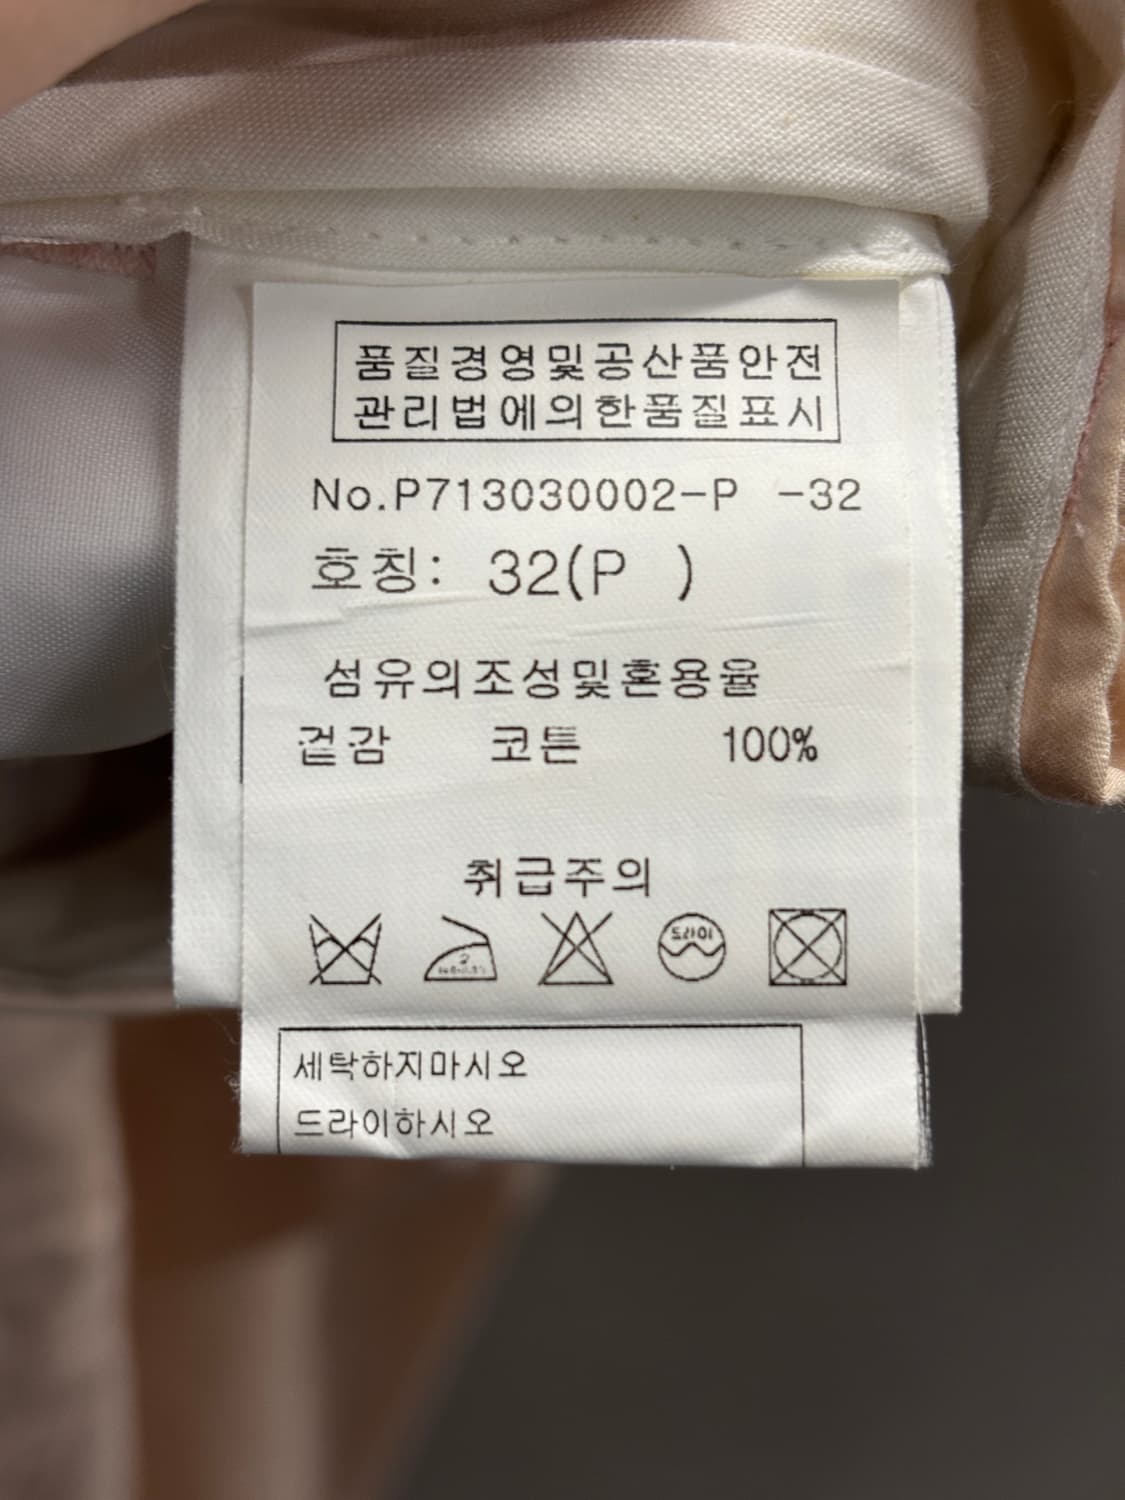 품질경영및공산품안전
관리법에의한품질표시
No.P713030002-P -32
호칭: 32(P )
섬유의조성및혼용율
겉감 코튼 100%
취급주의
드라이
세탁하지마시오
드라이하시오